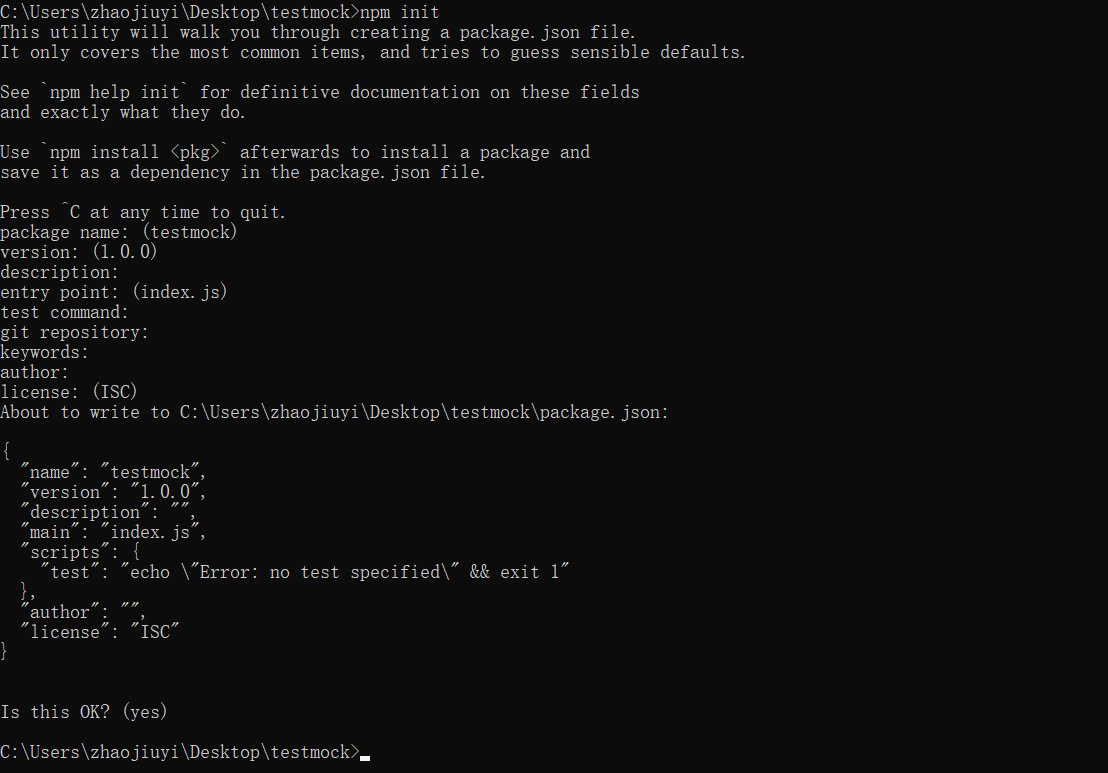 C:\Users\zhaojiuyi\Desktop\testmock>npm init
This utility will walk you through creating a package.json file.
It only covers the most common items, and tries to guess sensible defaults.
See `npm help init` for definitive documentation on these fields
and exactly what they do.
Use `npm install <pkg>` afterwards to install a package and
save it as a dependency in the package.json file.
Press ^C at any time to quit.
package name: (testmock)
version: (1.0.0)
description:
entry point: (index.js)
test command:
git repository:
keywords:
author:
license: (ISC)
About to write to C:\Users\zhaojiuyi\Desktop\testmock\package.json:
{
  "name": "testmock",
  "version": "1.0.0",
  "description": "",
  "main": "index.js",
  "scripts": {
    "test": "echo \"Error: no test specified\" && exit 1"
  },
  "author": "",
  "license": "ISC"
}
Is this OK? (yes)
C:\Users\zhaojiuyi\Desktop\testmock>